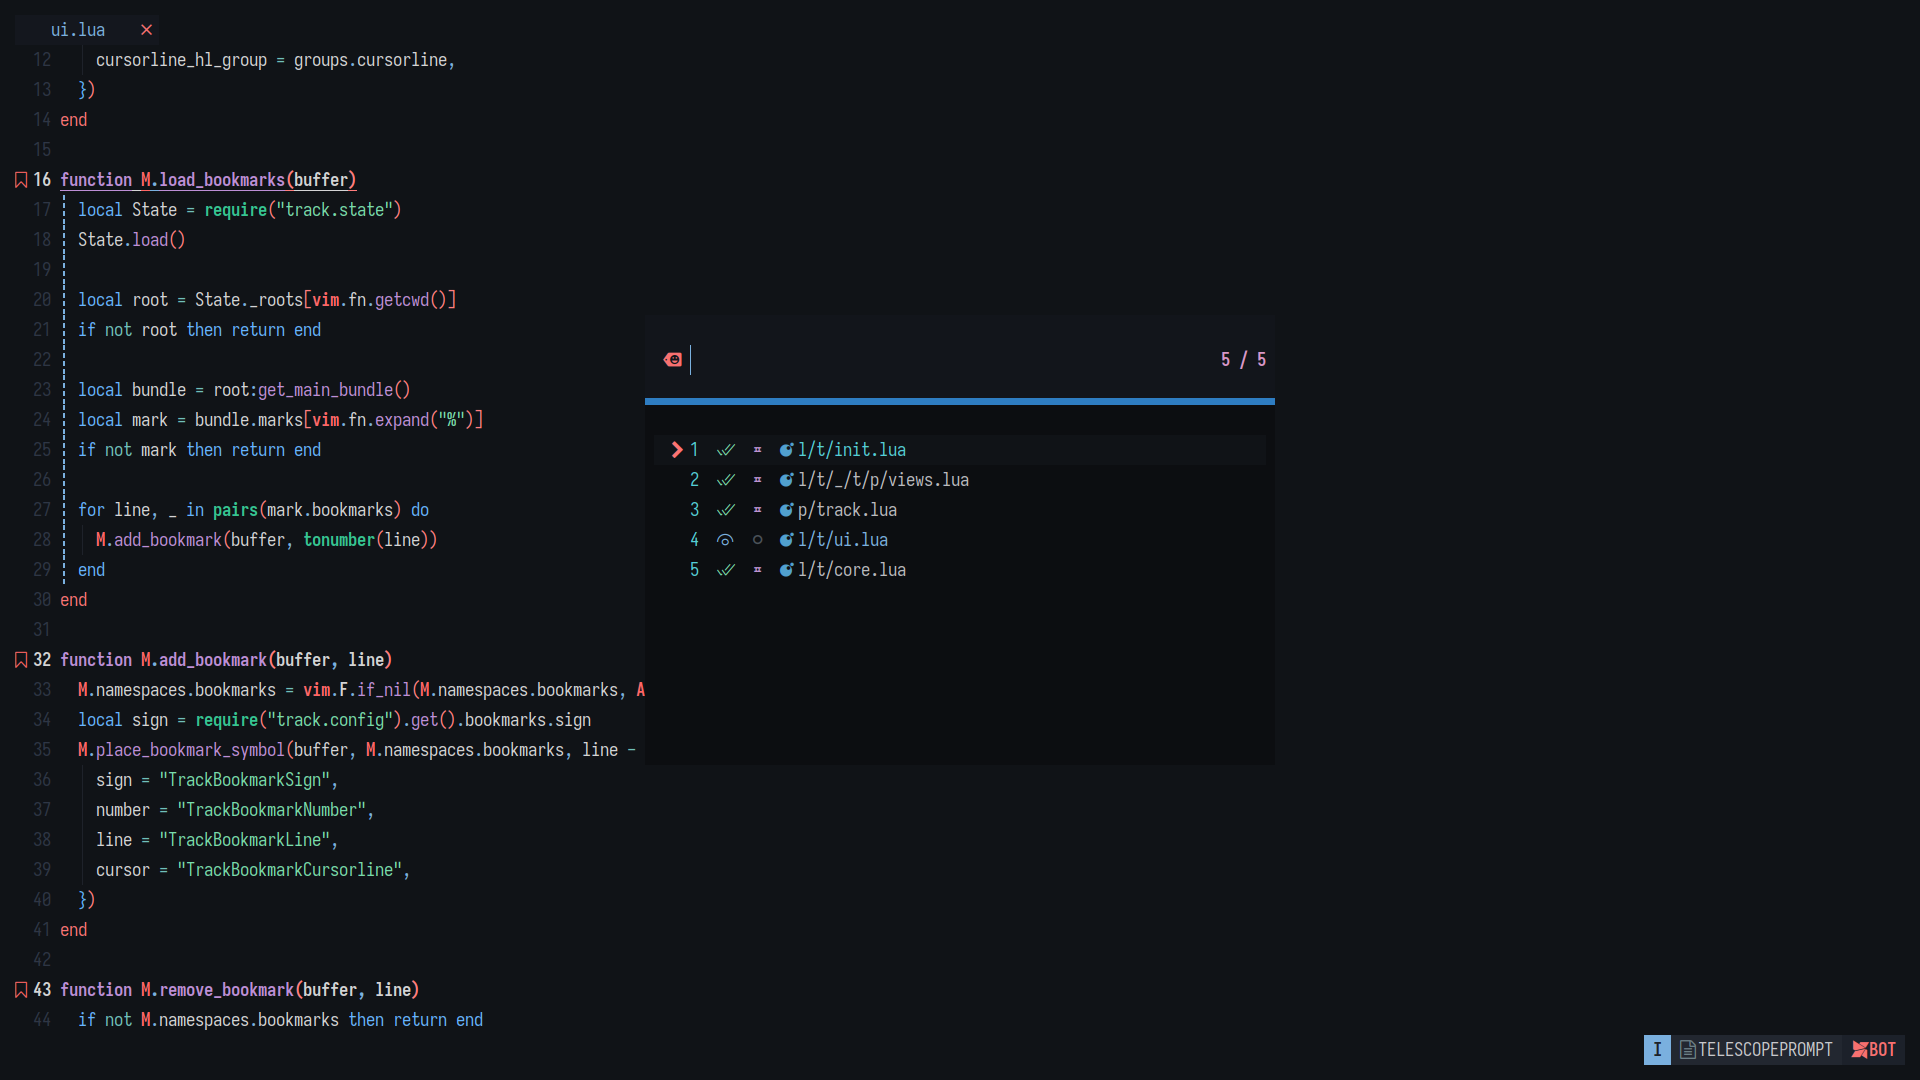 ui.lua
12 cursorline_hl_group = groups.cursorline,
13 })
14 end
15
16 function M.load_bookmarks(buffer)
17 local State = require("track.state")
18 State.load()
19
20 local root = State._roots[vim.fn.getcwd()]
21 if not root then return end
22
23 local bundle = root:get_main_bundle()
24 local mark = bundle.marks[vim.fn.expand("%")]
25 if not mark then return end
26
27 for line, _ in pairs(mark.bookmarks) do
28 M.add_bookmark(buffer, tonumber(line))
29 end
30 end
31
32 function M.add_bookmark(buffer, line)
33 M.namespaces.bookmarks = vim.F.if_nil(M.namespaces.bookmarks, A
34 local sign = require("track.config").get().bookmarks.sign
35 M.place_bookmark_symbol(buffer, M.namespaces.bookmarks, line -
36 sign = "TrackBookmarkSign",
37 number = "TrackBookmarkNumber",
38 line = "TrackBookmarkLine",
39 cursor = "TrackBookmarkCursorline",
40 })
41 end
42
43 function M.remove_bookmark(buffer, line)
44 if not M.namespaces.bookmarks then return end
5 / 5
1 l/t/init.lua
2 l/t/_/t/p/views.lua
3 p/track.lua
4 l/t/ui.lua
5 l/t/core.lua
I TELESCOPEPROMPT BOT